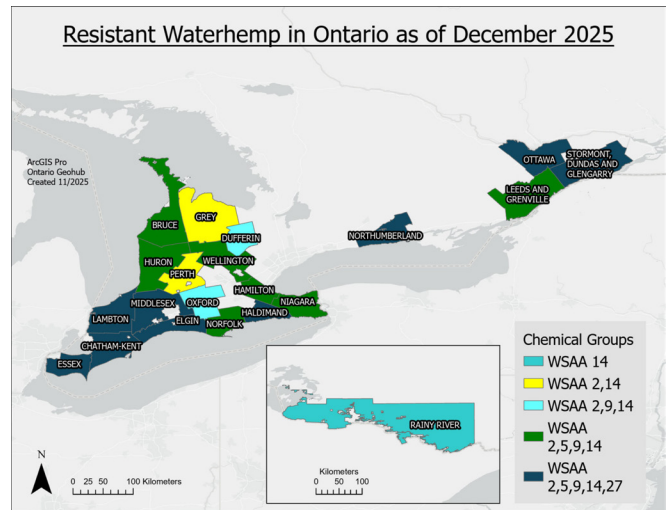 Resistant Waterhemp in Ontario as of December 2025
ArcGIS Pro
Ontario Geohub
Created 11/2025
OTTAWA
STORMONT,
DUNDAS AND
GLENGARRY
LEEDS AND
GRENVILLE
GREY
BRUCE
DUFFERIN
NORTHUMBERLAND
HURON
WELLINGTON
PERTH
HAMILTON
MIDDLESEX
OXFORD
NIAGARA
LAMBTON
ELGIN
HALDIMAND
NORFOLK
CHATHAM-KENT
ESSEX
Chemical Groups
WSAA 14
WSAA 2,14
WSAA 2,9,14
WSAA
2,5,9,14
WSAA
2,5,9,14,27
RAINY RIVER
Kilometers
0 25 50 100
N
0 25 50 100 Kilometers